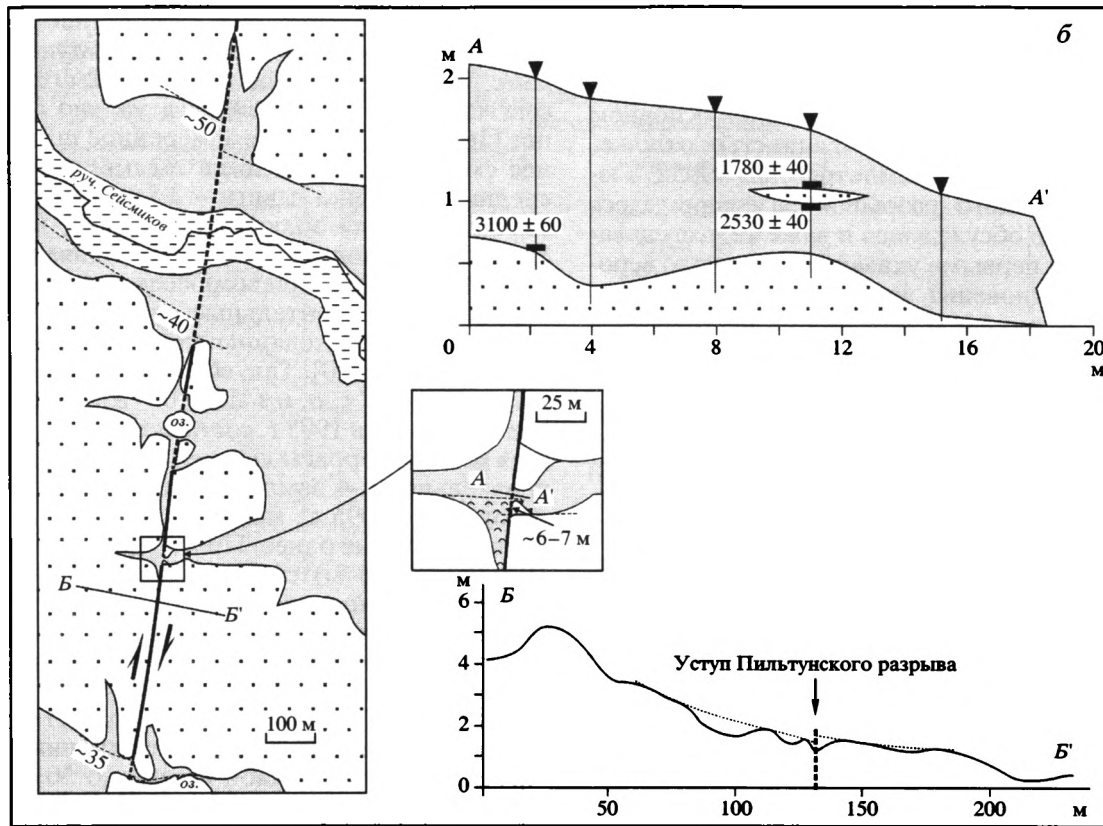 б
~50
руч. Сейсмиков
~40
оз.
Б
Б'
100 м
~35
оз.
м
A
2
1
0
4
8
12
16
20
м
A'
1780 ± 40
2530 ± 40
3100 ± 60
25 м
A
A'
~6–7 м
м
Б
6
4
2
0
Уступ Пильтунского разрыва
Б'
50
100
150
200
м